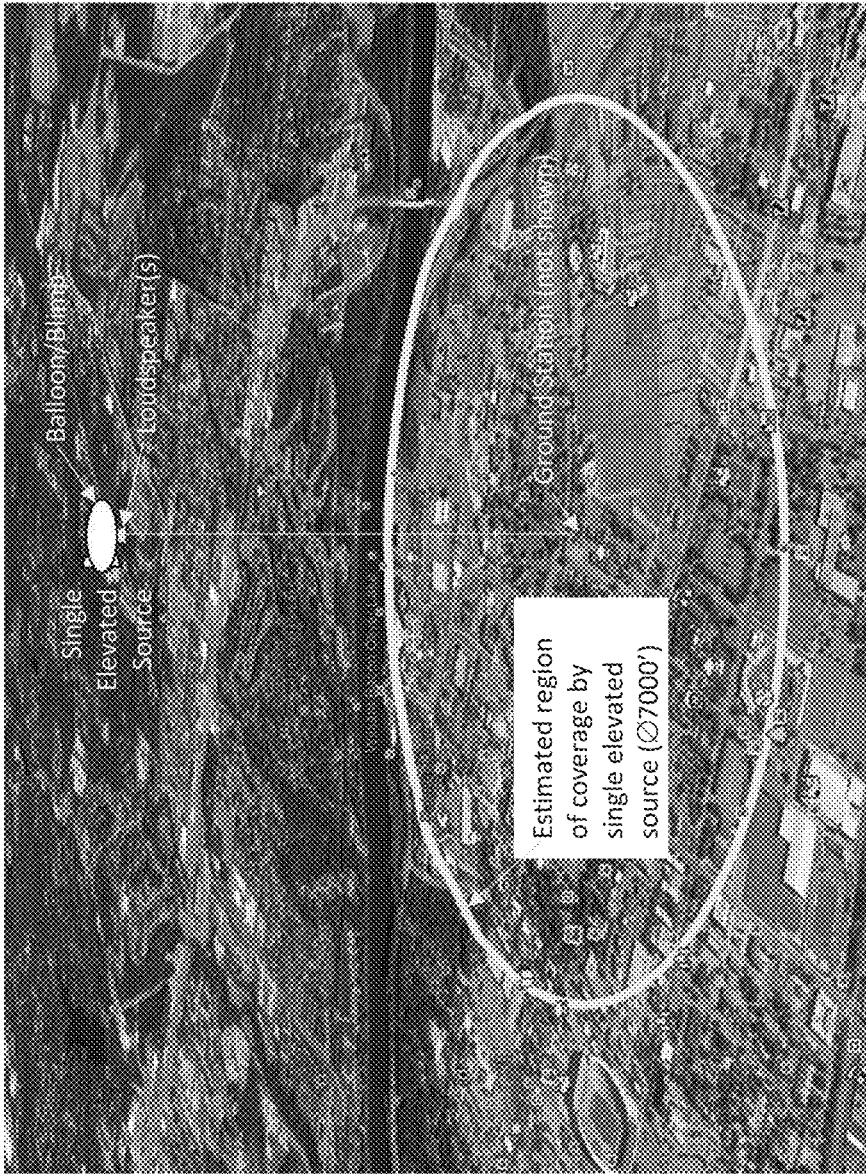 Single
Elevated
Source
Balloon/Blimp
Loudspeaker(s)
Ground Station (not Shown)
Estimated region
of coverage by
single elevated
source (∅7000')